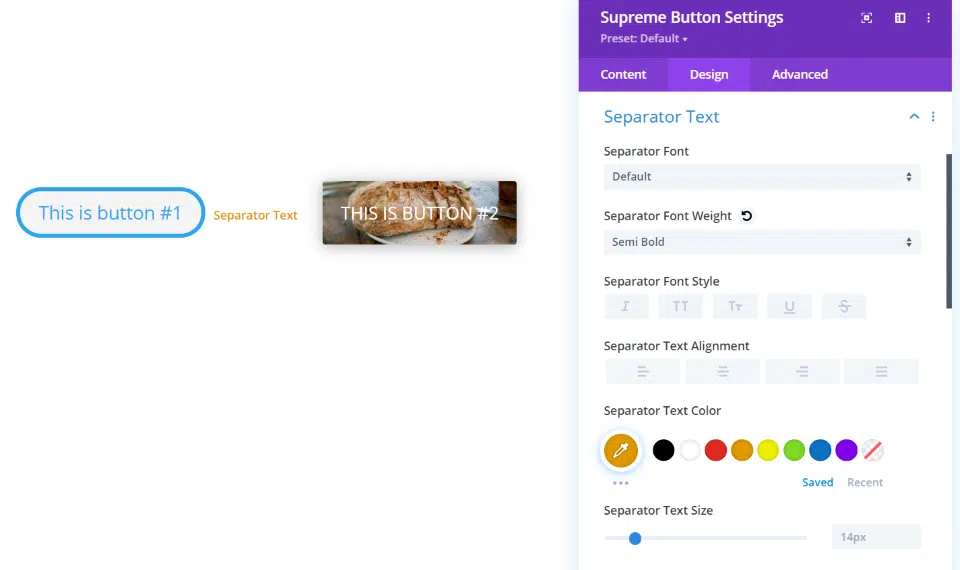 This is button #1
Separator Text
THIS IS BUTTON #2
Supreme Button Settings
Preset: Default
Content Design Advanced
Separator Text
Separator Font
Default
Separator Font Weight
Semi Bold
Separator Font Style
I TT Tт U S
Separator Text Alignment
Separator Text Color
Saved Recent
Separator Text Size
14px